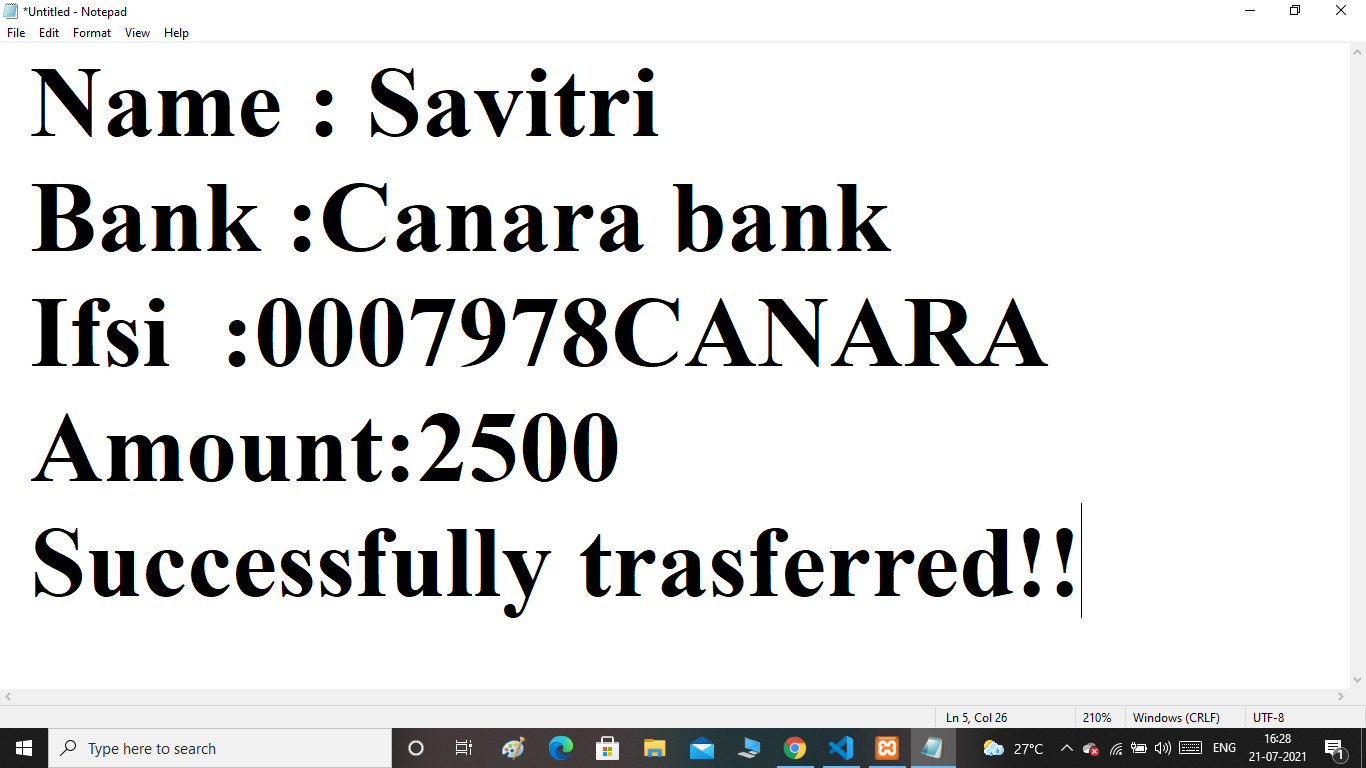 *Untitled - Notepad
File Edit Format View Help
Name : Savitri
Bank :Canara bank
Ifsi  :0007978CANARA
Amount:2500
Successfully trasferred!!
Ln 5, Col 26 210% Windows (CRLF) UTF-8
Type here to search
27°C ENG 16:28
21-07-2021
1